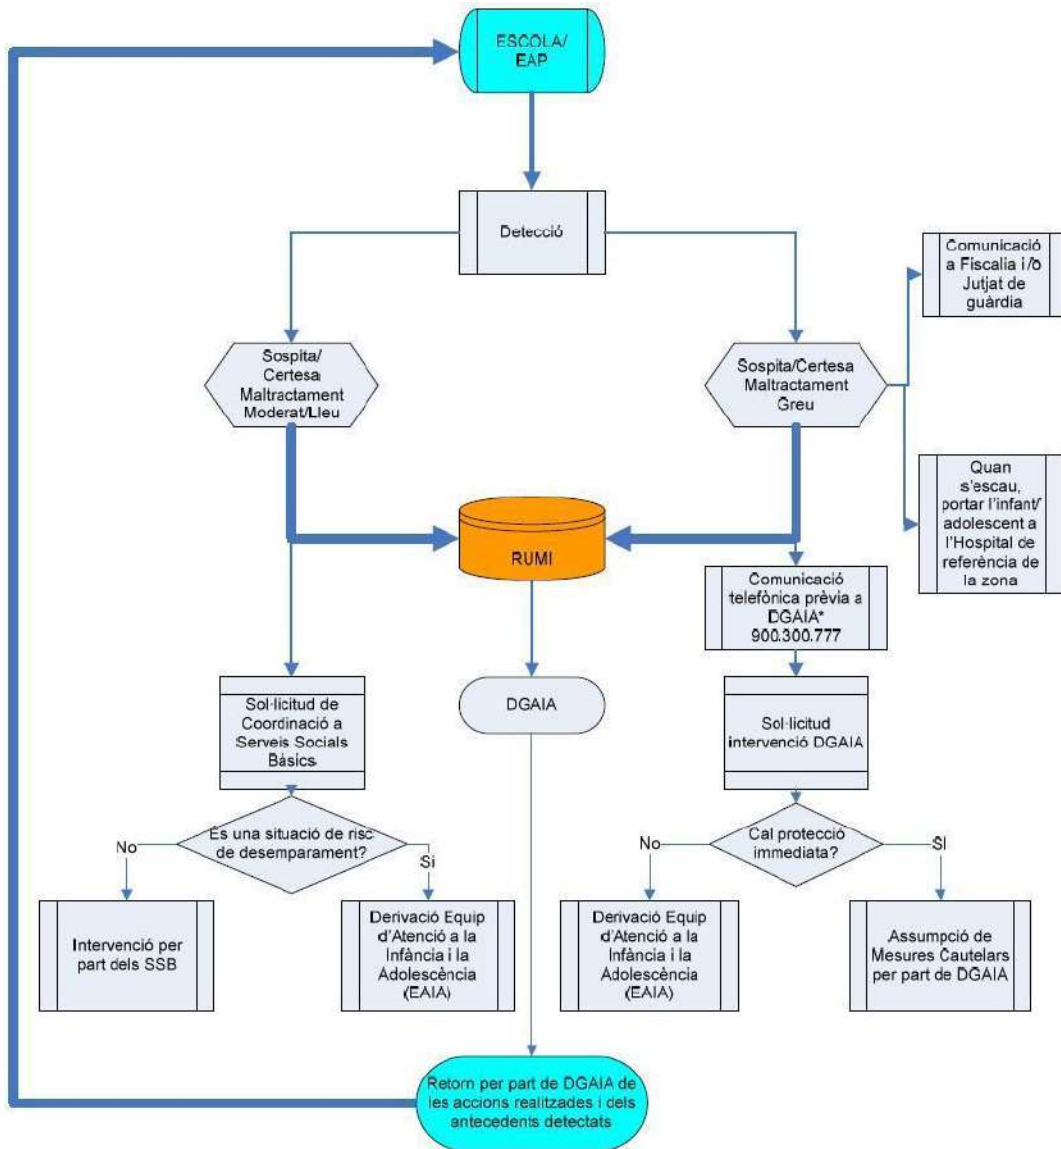 ESCOLA/
EAP
Detecció
Comunicació
a Fiscalia i/o
Jutjat de
guàrdia
Sospita/
Certesa
Maltractament
Moderat/Lleu
Sospita/Certesa
Maltractament
Greu
Quan
s'escau,
portar l'infant/
adolescent a
l'Hospital de
referència de
la zona
RUMI
Comunicació
telefònica prèvia a
DGAIA*
900.300.777
Sol·licitud de
Coordinació a
Serveis Socials
Bàsics
DGAIA
Sol·licitud
intervenció DGAIA
És una situació de risc
de desemparament?
No
Si
Cal protecció
immediata?
No
SI
Intervenció per
part dels SSB
Derivació Equip
d'Atenció a la
Infància i la
Adolescència
(EAIA)
Derivació Equip
d'Atenció a la
Infància i la
Adolescència
(EAIA)
Assumpció de
Mesures Cautelars
per part de DGAIA
Retorn per part de DGAIA de
les accions realitzades i dels
antecedents detectats